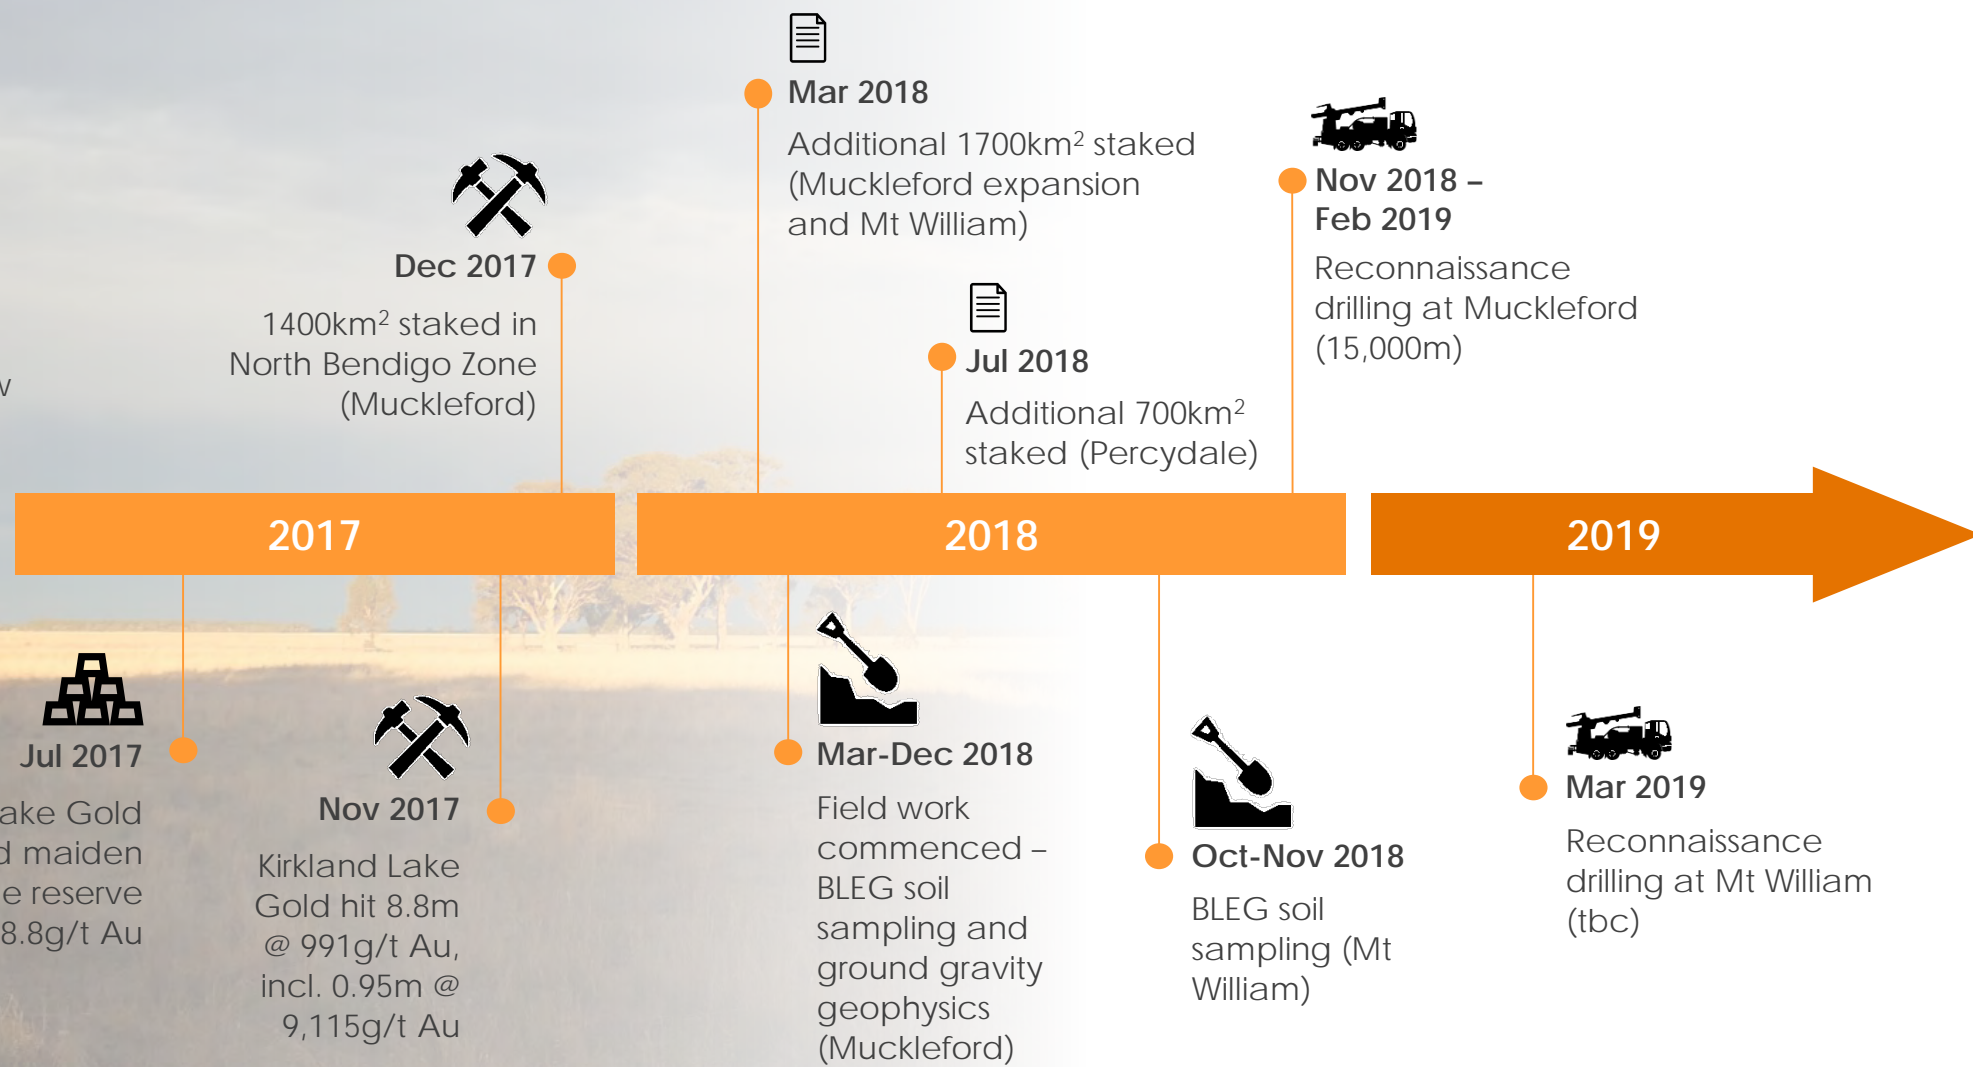 Mar 2018
Additional 1700km² staked
(Muckleford expansion
and Mt William)
Nov 2018 –
Feb 2019
Reconnaissance
drilling at Muckleford
(15,000m)
Dec 2017
1400km² staked in
North Bendigo Zone
(Muckleford)
Jul 2018
Additional 700km²
staked (Percydale)
2017
2018
2019
Jul 2017
ake Gold
d maiden
e reserve
8.8g/t Au
Nov 2017
Kirkland Lake
Gold hit 8.8m
@ 991g/t Au,
incl. 0.95m @
9,115g/t Au
Mar-Dec 2018
Field work
commenced –
BLEG soil
sampling and
ground gravity
geophysics
(Muckleford)
Oct-Nov 2018
BLEG soil
sampling (Mt
William)
Mar 2019
Reconnaissance
drilling at Mt William
(tbc)